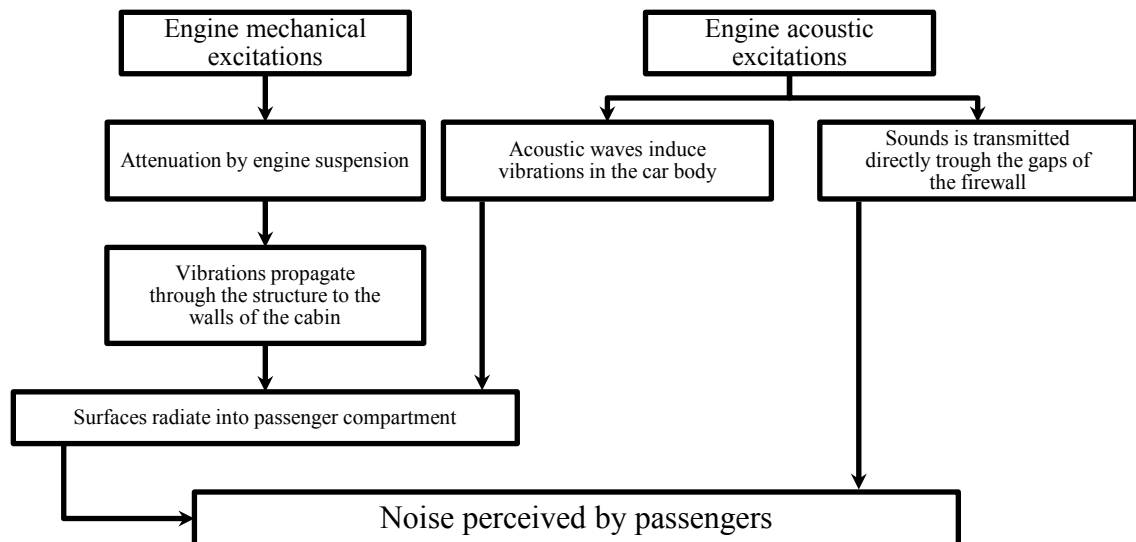 Engine mechanical
excitations
Engine acoustic
excitations
Attenuation by engine suspension
Acoustic waves induce
vibrations in the car body
Sounds is transmitted
directly trough the gaps of
the firewall
Vibrations propagate
through the structure to the
walls of the cabin
Surfaces radiate into passenger compartment
Noise perceived by passengers